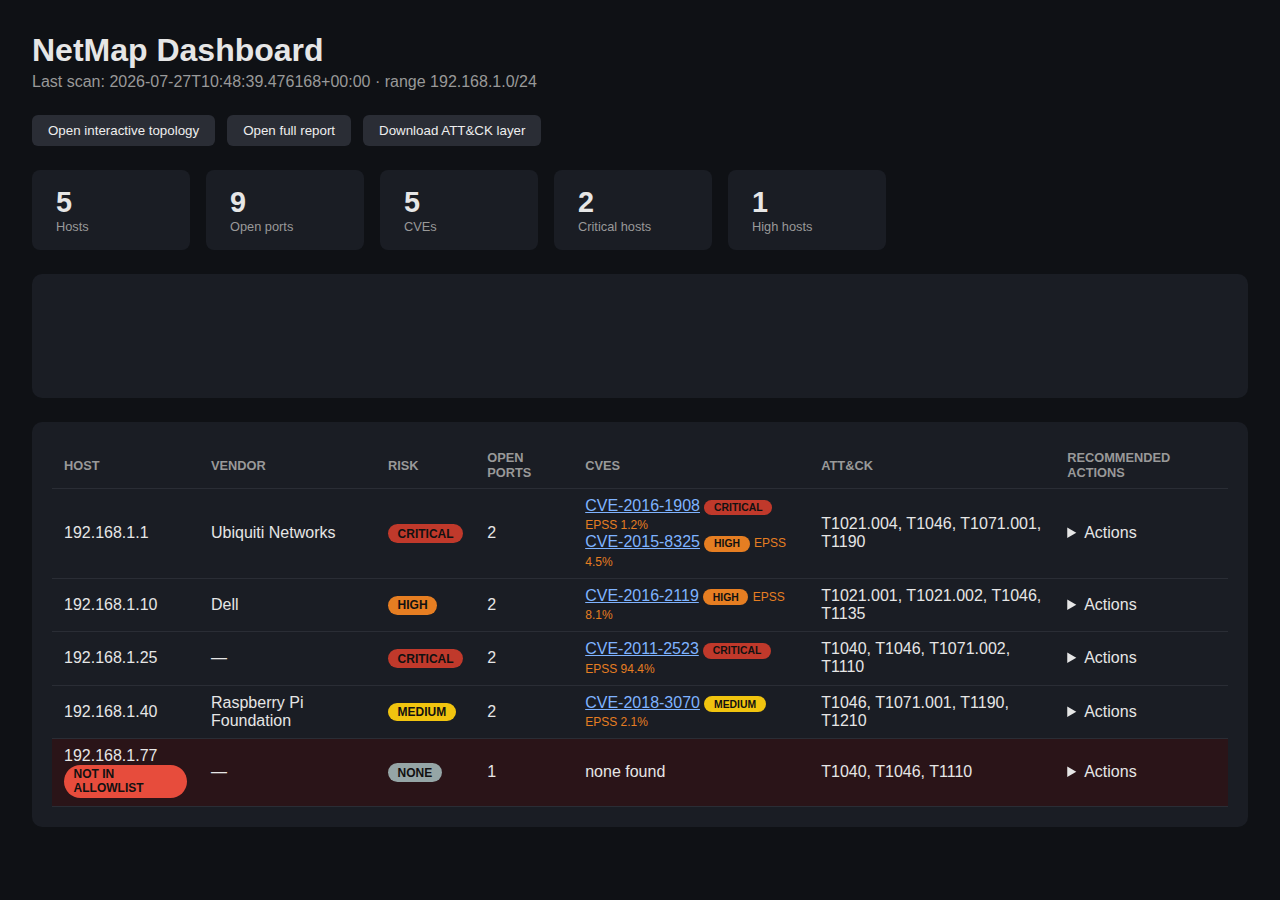 NetMap Dashboard
Last scan: 2026-07-27T10:48:39.476168+00:00 · range 192.168.1.0/24
Open interactive topology Open full report Download ATT&CK layer
5 9 5 2 1
Hosts Open ports CVEs Critical hosts High hosts
HOST VENDOR RISK OPEN PORTS CVES ATT&CK RECOMMENDED ACTIONS
192.168.1.1 Ubiquiti Networks CRITICAL 2 CVE-2016-1908 CRITICAL EPSS 1.2% CVE-2015-8325 HIGH EPSS 4.5% T1021.004, T1046, T1071.001, T1190 ▶ Actions
192.168.1.10 Dell HIGH 2 CVE-2016-2119 HIGH EPSS 8.1% T1021.001, T1021.002, T1046, T1135 ▶ Actions
192.168.1.25 — CRITICAL 2 CVE-2011-2523 CRITICAL EPSS 94.4% T1040, T1046, T1071.002, T1110 ▶ Actions
192.168.1.40 Raspberry Pi Foundation MEDIUM 2 CVE-2018-3070 MEDIUM EPSS 2.1% T1046, T1071.001, T1190, T1210 ▶ Actions
192.168.1.77 NOT IN ALLOWLIST — NONE 1 none found T1040, T1046, T1110 ▶ Actions